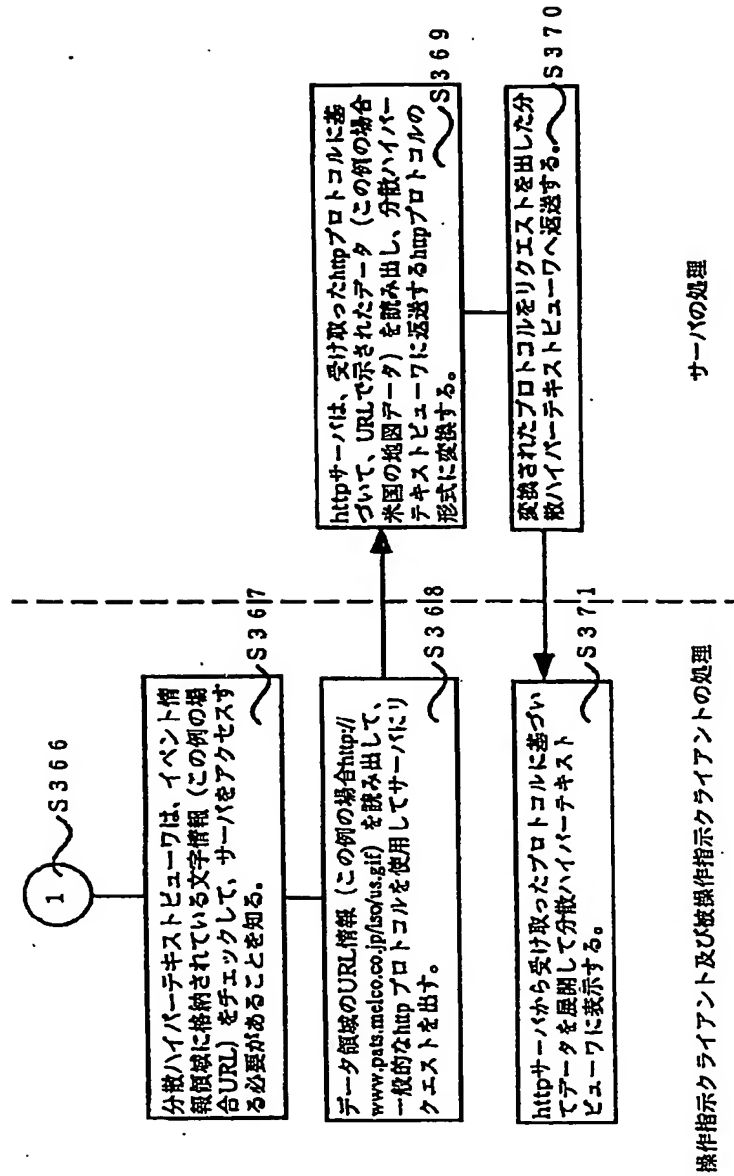 1
S366
分散ハイパーテキストビューワは、イベント情
報領域に格納されている文字情報（この例の場
合URL）をチェックして、サーバをアクセスす
る必要があることを知る。
S367
データ領域のURL情報（この例の場合http://
www.pats.melco.co.jp/lso/us.gif）を読み出して、
一般的なhttpプロトコルを使用してサーバにリ
クエストを出す。
S368
httpサーバは、受け取ったhttpプロトコルに基
づいて、URLで示されたデータ（この例の場合
米国の地図データ）を読み出し、分散ハイパー
テキストビューワに返送するhttpプロトコルの
形式に変換する。
S369
変換されたプロトコルをリクエストを出した分
散ハイパーテキストビューワへ返送する。
S370
httpサーバから受け取ったプロトコルに基づい
てデータを展開して分散ハイパーテキスト
ビューワに表示する。
S371
操作指示クライアント及び被操作指示クライアントの処理
サーバの処理